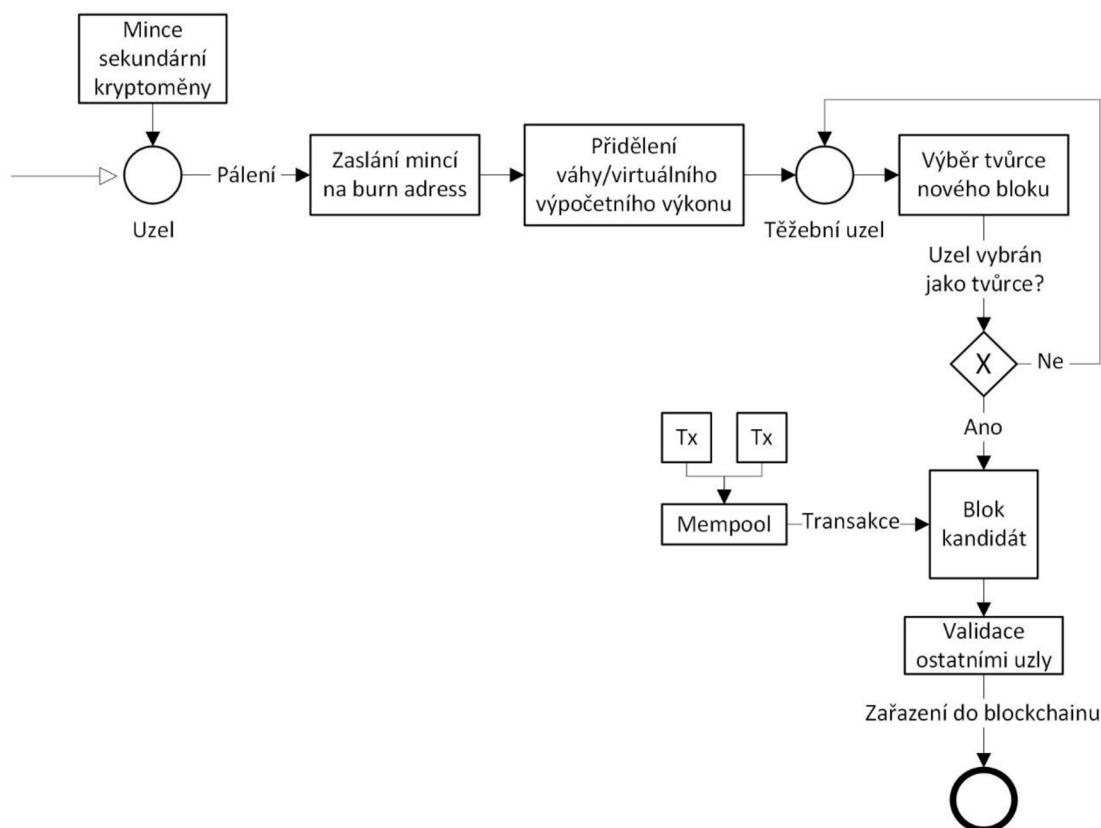 Mince
sekundární
kryptoměny
Uzel
Pálení
Zaslání mincí
na burn adress
Přidělení
váhy/virtuálního
výpočetního výkonu
Těžební uzel
Výběr tvůrce
nového bloku
Uzel vybrán
jako tvůrce?
X
Ne
Ano
Tx
Tx
Mempool
Transakce
Blok
kandidát
Validace
ostatními uzly
Zařazení do blockchainu